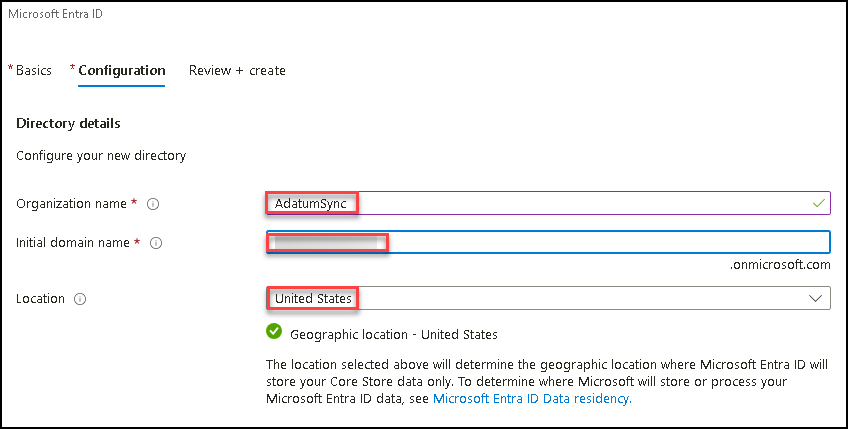 Microsoft Entra ID
* Basics * Configuration Review + create
Directory details
Configure your new directory
Organization name * AdatumSync
Initial domain name *
.onmicrosoft.com
Location United States
Geographic location - United States
The location selected above will determine the geographic location where Microsoft Entra ID will
store your Core Store data only. To determine where Microsoft will store or process your
Microsoft Entra ID data, see Microsoft Entra ID Data residency.